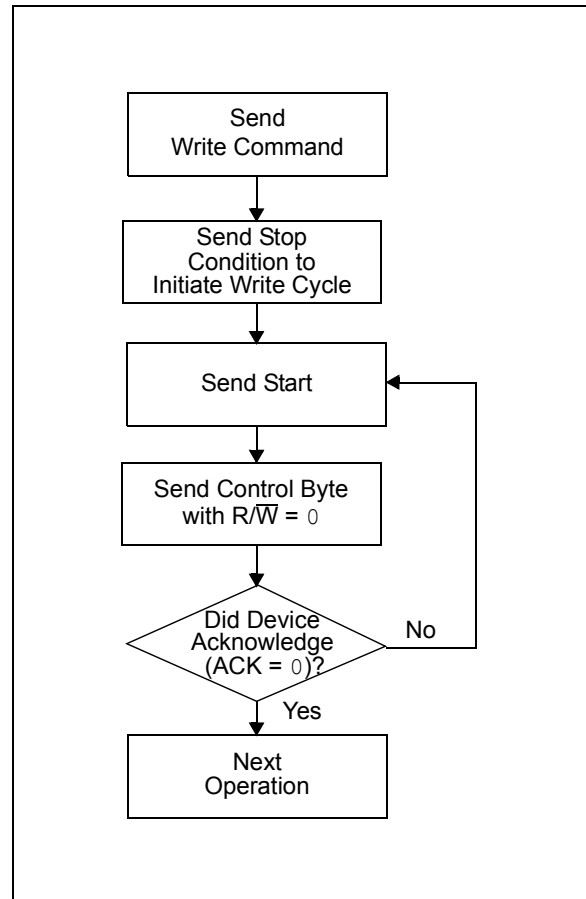 Send
Write Command
Send Stop
Condition to
Initiate Write Cycle
Send Start
Send Control Byte
with R/W̅ = 0
Did Device
Acknowledge
(ACK = 0)?
No
Yes
Next
Operation